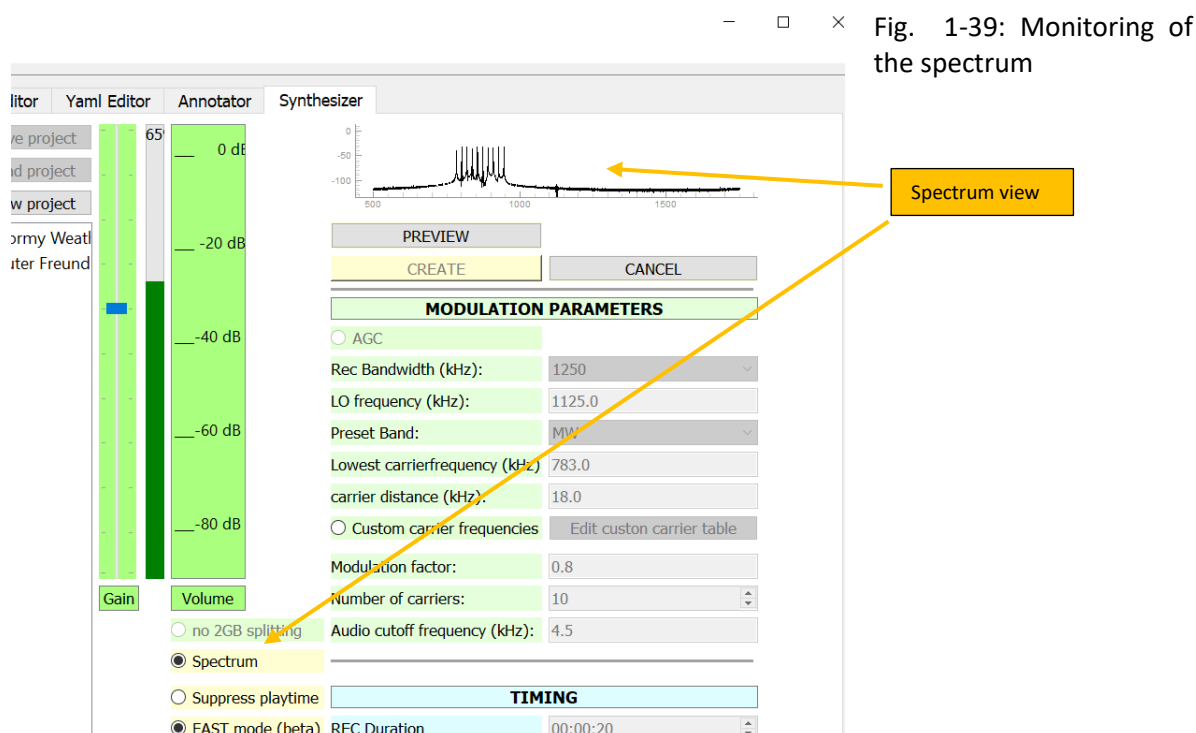 Fig. 1-39: Monitoring of
the spectrum
litor Yaml Editor Annotator Synthesizer
ve project
ad project
w project
ormy Weatl
uter Freund
65
0 dB
-20 dB
-40 dB
-60 dB
-80 dB
Gain
Volume
no 2GB splitting
Spectrum
Suppress playtime
FAST mode (beta)
0
-50
-100
500 1000 1500
Spectrum view
PREVIEW
CREATE CANCEL
MODULATION PARAMETERS
AGC
Rec Bandwidth (kHz): 1250
LO frequency (kHz): 1125.0
Preset Band: MW
Lowest carrierfrequency (kHz) 783.0
carrier distance (kHz): 18.0
Custom carrier frequencies Edit custon carrier table
Modulation factor: 0.8
Number of carriers: 10
Audio cutoff frequency (kHz): 4.5
TIMING
REC Duration 00:00:20